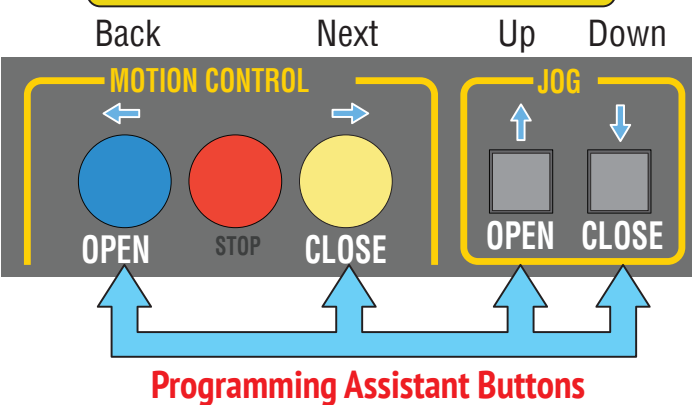 Back Next Up Down
MOTION CONTROL JOG
OPEN STOP CLOSE OPEN CLOSE
Programming Assistant Buttons